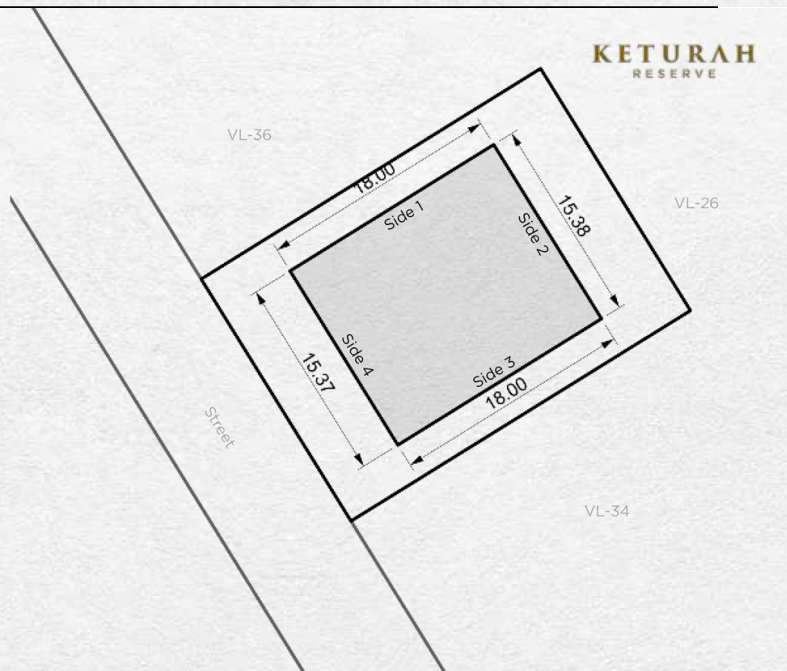 KETURAH
RESERVE
VL-36
18.00
Side 1
VL-26
15.38
Side 2
Side 4
15.37
Side 3
18.00
Street
VL-34